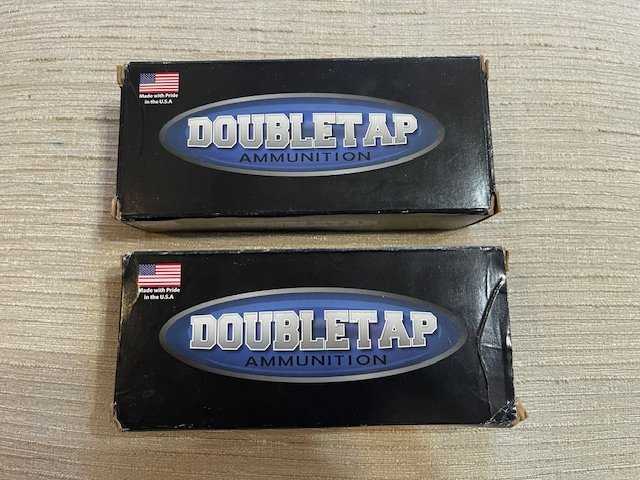 Made with Pride
in the U.S.A
DOUBLETAP
AMMUNITION
Made with Pride
in the U.S.A
DOUBLETAP
AMMUNITION